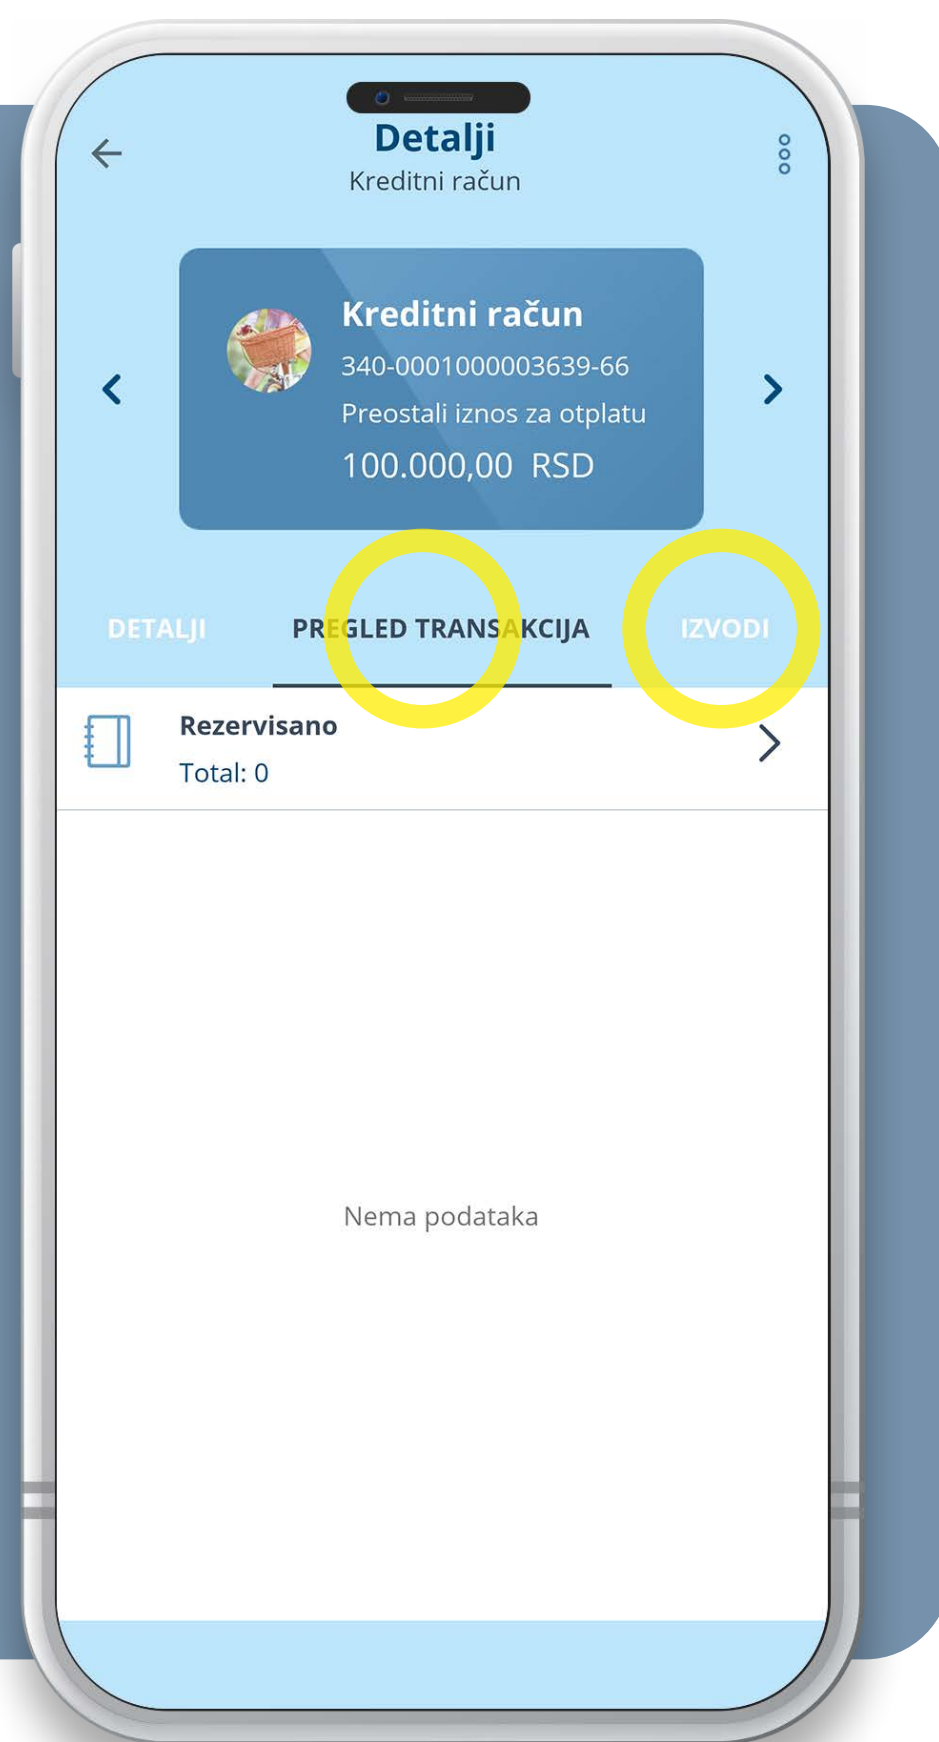 Detalji
Kreditni račun
Kreditni račun
340-0001000003639-66
Preostali iznos za otplatu
100.000,00 RSD
DETALJI PREGLED TRANSAKCIJA IZVODI
Rezervisano
Total: 0
Nema podataka